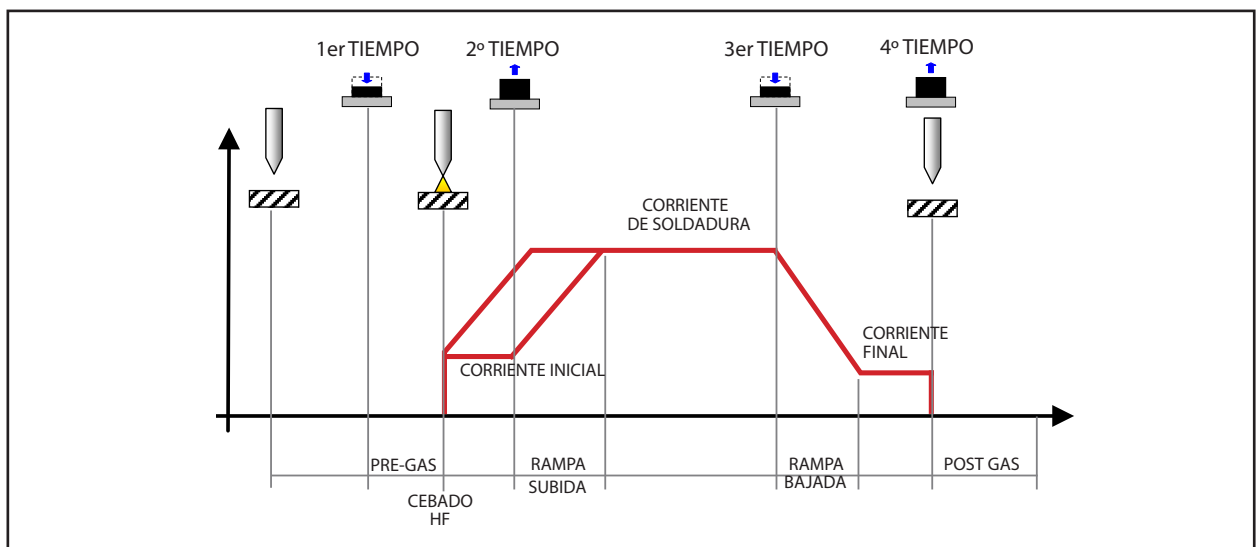 1er TIEMPO
2º TIEMPO
3er TIEMPO
4º TIEMPO
CORRIENTE
DE SOLDADURA
CORRIENTE
FINAL
CORRIENTE INICIAL
PRE-GAS
RAMPA
SUBIDA
RAMPA
BAJADA
POST GAS
CEBADO
HF